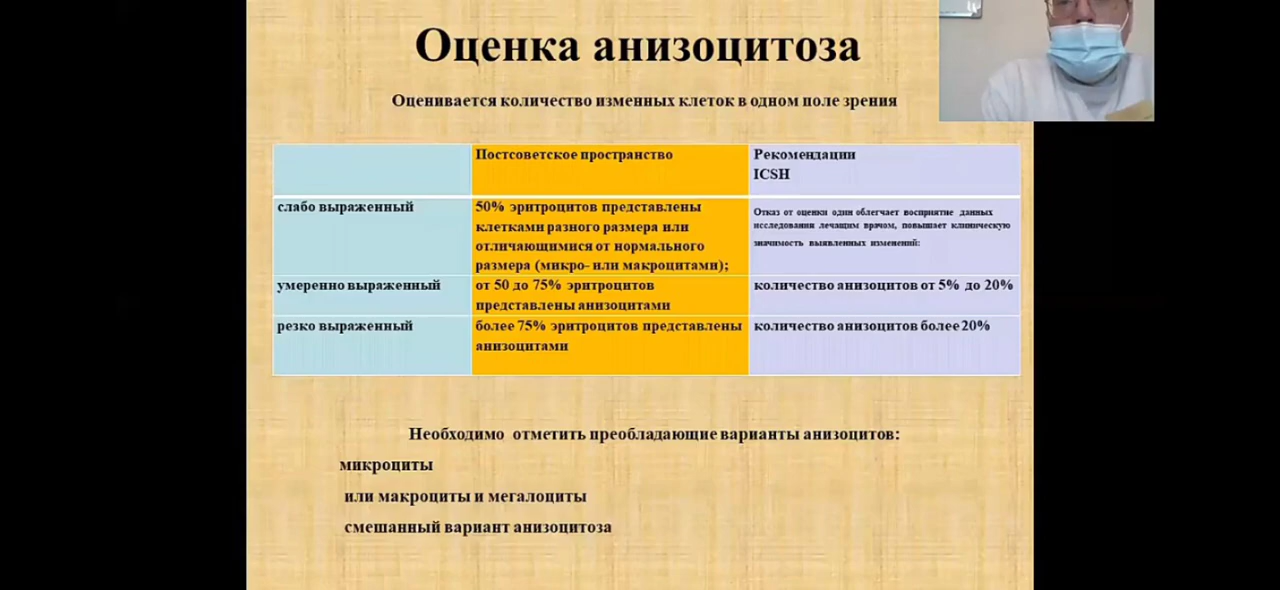 Оценка анизоцитоза
Оценивается количество изменных клеток в одном поле зрения
Постсоветское пространство
Рекомендации
ICSH
слабо выраженный
50% эритроцитов представлены
клетками разного размера или
отличающимися от нормального
размера (микро- или макроцитами);
Отказ от оценки один облегчает восприятие данных
исследования лечащим врачом, повышает клиническую
значимость выявленных изменений:
умеренно выраженный
от 50 до 75% эритроцитов
представлены анизоцитами
количество анизоцитов от 5% до 20%
резко выраженный
более 75% эритроцитов представлены
анизоцитами
количество анизоцитов более 20%
Необходимо отметить преобладающие варианты анизоцитов:
микроциты
или макроциты и мегалоциты
смешанный вариант анизоцитоза